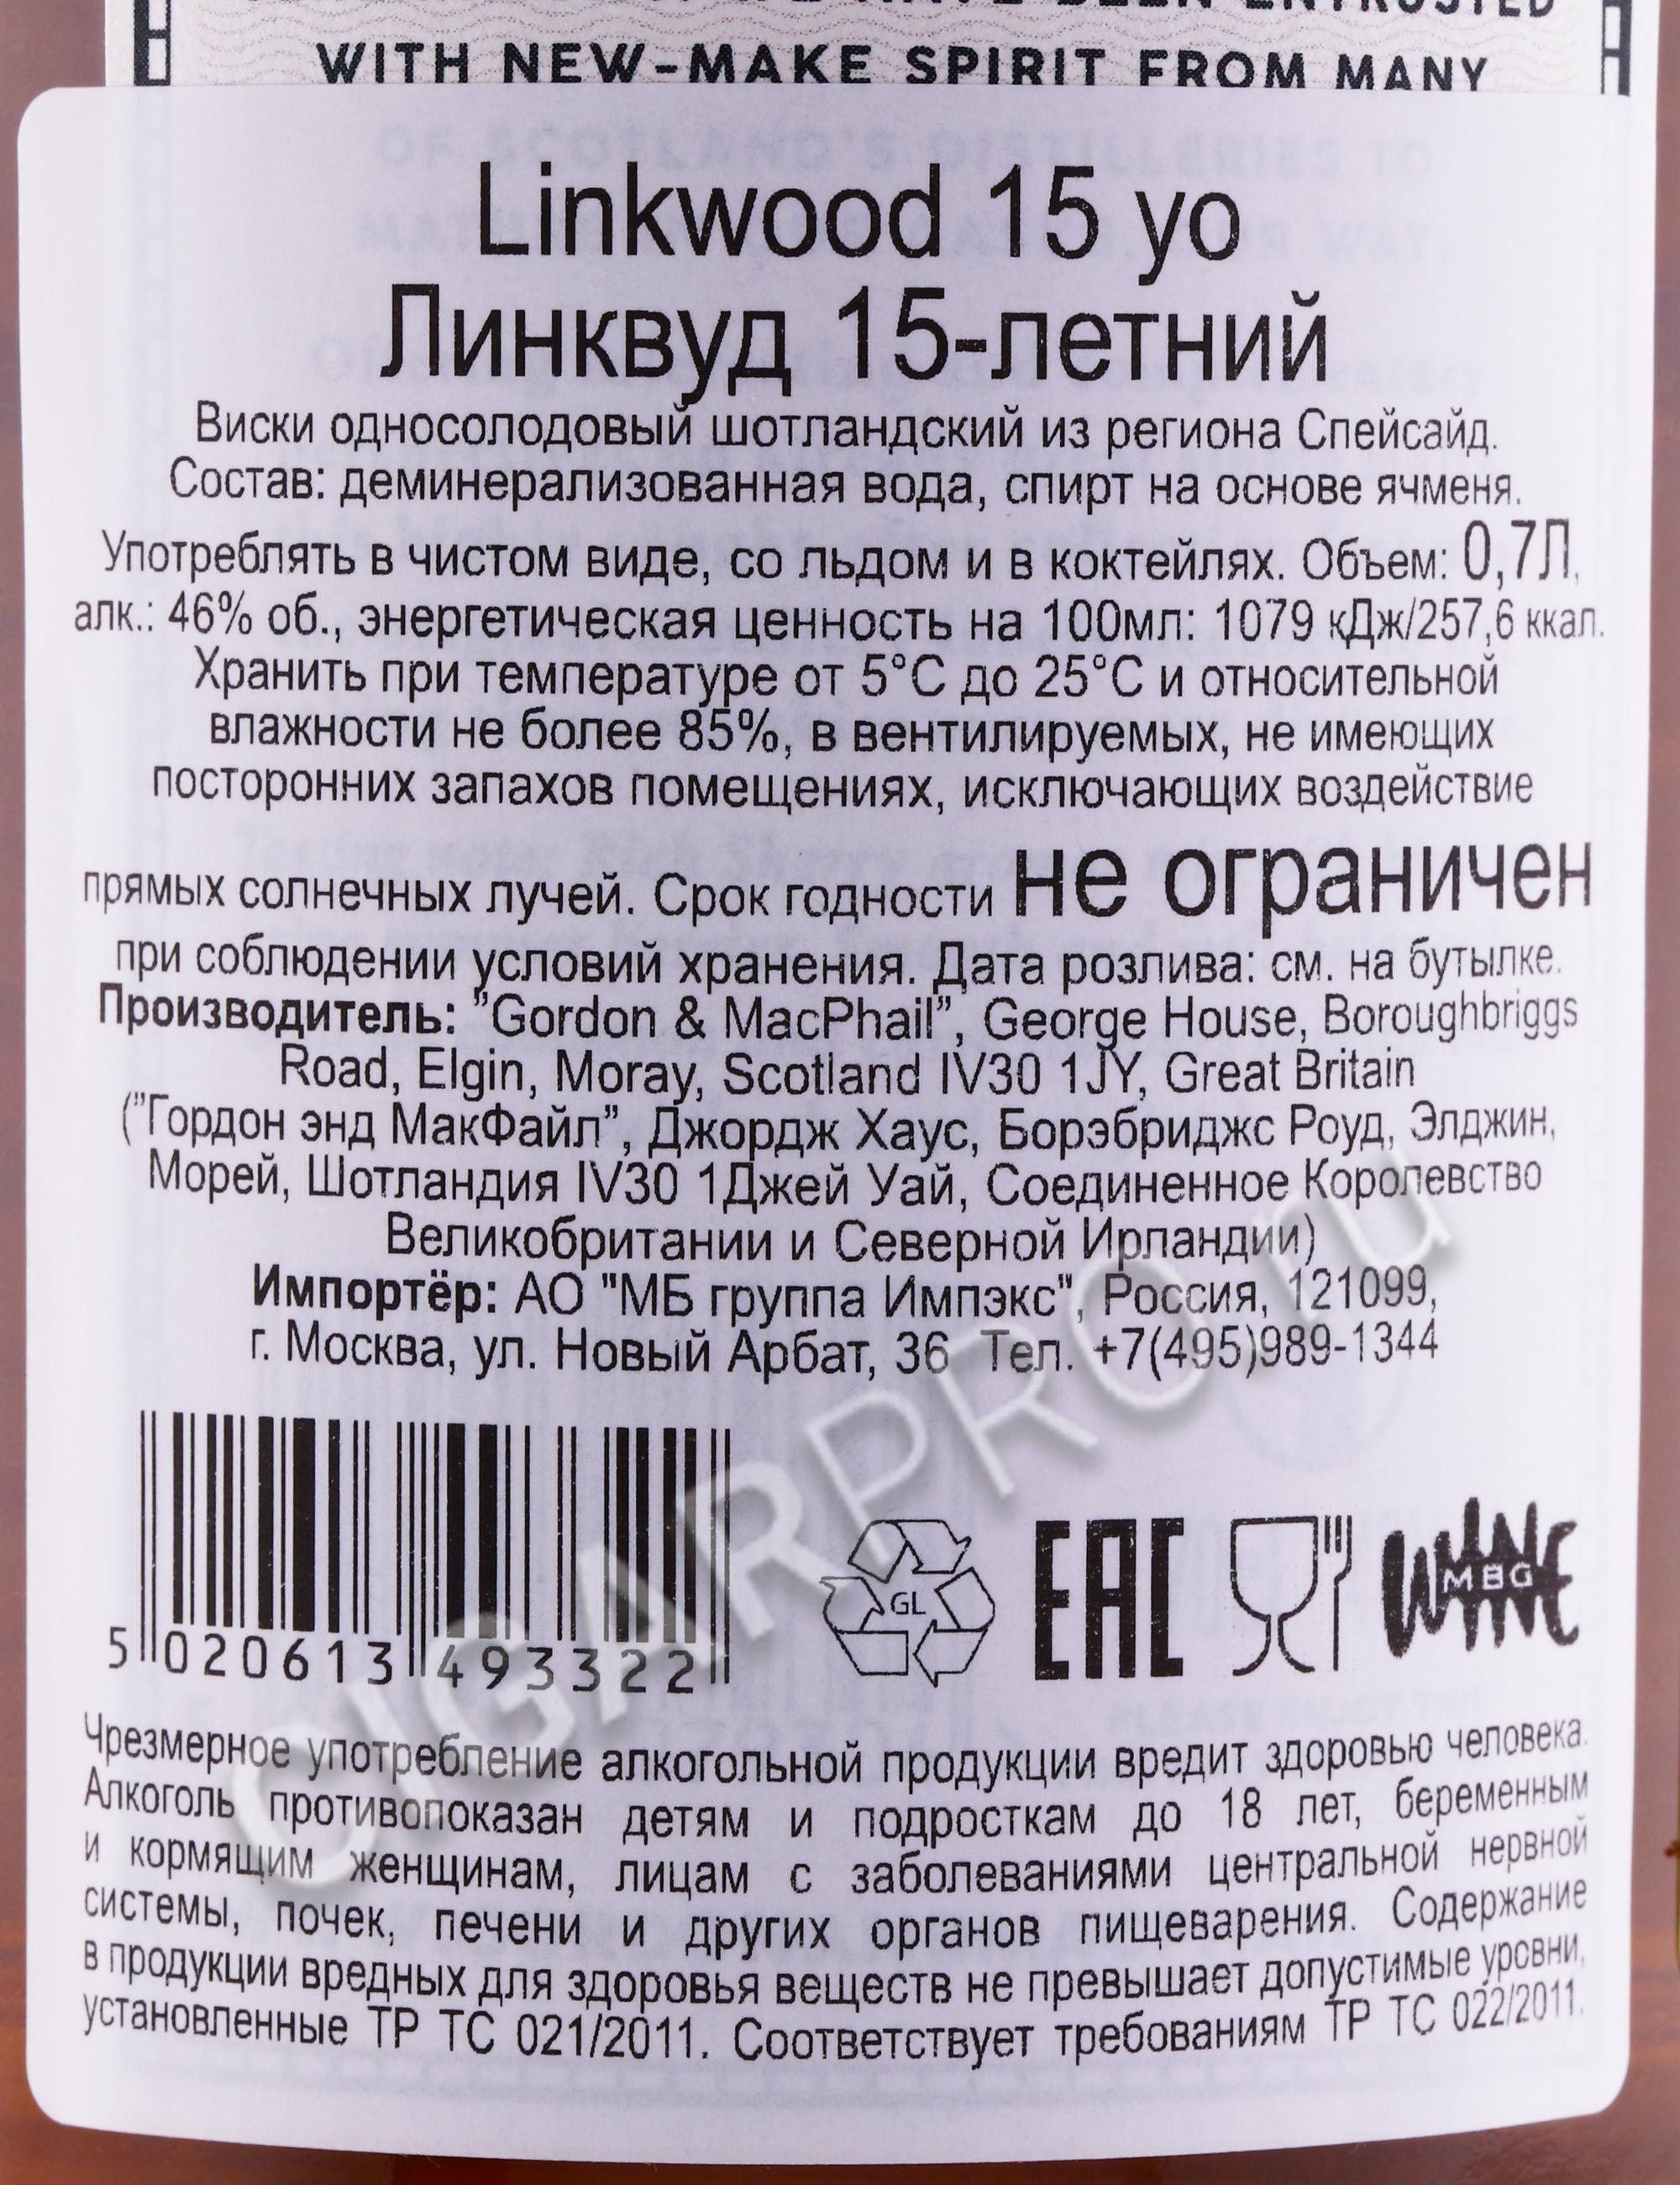 WITH NEW-MAKE SPIRIT FROM MANY
OF SCOTLAND'S DISTILLERIES TO
Linkwood 15 yo
Линквуд 15-летний
Виски односолодовый шотландский из региона Спейсайд.
Состав: деминерализованная вода, спирт на основе ячменя.
Употреблять в чистом виде, со льдом и в коктейлях. Объем: 0,7Л,
алк.: 46% об., энергетическая ценность на 100мл: 1079 кДж/257,6 ккал.
Хранить при температуре от 5°С до 25°С и относительной
влажности не более 85%, в вентилируемых, не имеющих
посторонних запахов помещениях, исключающих воздействие
прямых солнечных лучей. Срок годности не ограничен
при соблюдении условий хранения. Дата розлива: см. на бутылке.
Производитель: "Gordon & MacPhail", George House, Boroughbriggs
Road, Elgin, Moray, Scotland IV30 1JY, Great Britain
("Гордон энд МакФайл", Джордж Хаус, Борэбриджс Роуд, Элджин,
Морей, Шотландия IV30 1Джей Уай, Соединенное Королевство
Великобритании и Северной Ирландии)
Импортёр: АО "МБ группа Импэкс", Россия, 121099,
г. Москва, ул. Новый Арбат, 36 Тел. +7(495)989-1344
CIGARPRO.ru
GL
EAC
WINE
MBG
5 020613 493322
Чрезмерное употребление алкогольной продукции вредит здоровью человека.
Алкоголь противопоказан детям и подросткам до 18 лет, беременным
и кормящим женщинам, лицам с заболеваниями центральной нервной
системы, почек, печени и других органов пищеварения. Содержание
в продукции вредных для здоровья веществ не превышает допустимые уровни,
установленные ТР ТС 021/2011. Соответствует требованиям ТР ТС 022/2011.